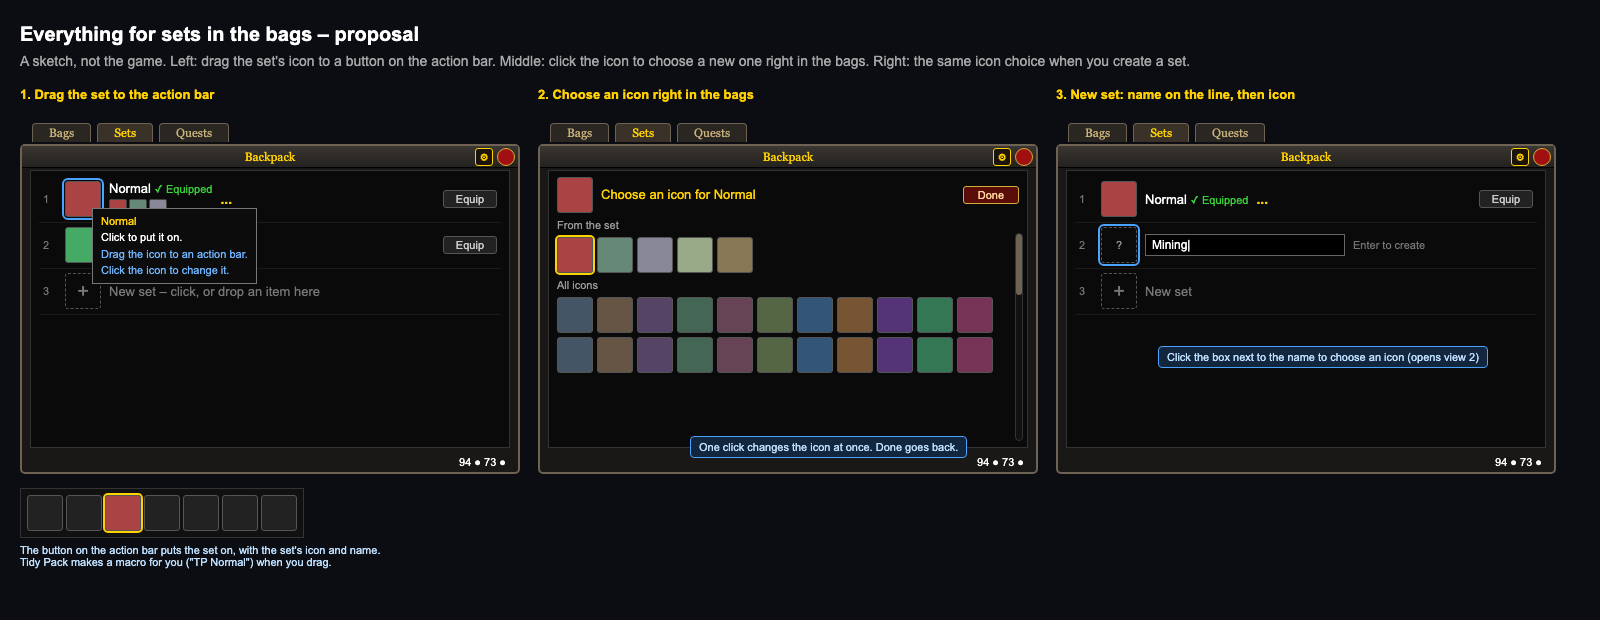 Everything for sets in the bags – proposal
A sketch, not the game. Left: drag the set's icon to a button on the action bar. Middle: click the icon to choose a new one right in the bags. Right: the same icon choice when you create a set.
1. Drag the set to the action bar
Bags
Sets
Quests
Backpack
1
Normal ✓ Equipped
...
Equip
Normal
Click to put it on.
Drag the icon to an action bar.
Click the icon to change it.
2
Equip
3
+
New set – click, or drop an item here
94 ● 73 ●
The button on the action bar puts the set on, with the set's icon and name.
Tidy Pack makes a macro for you ("TP Normal") when you drag.
2. Choose an icon right in the bags
Bags
Sets
Quests
Backpack
Choose an icon for Normal
Done
From the set
All icons
One click changes the icon at once. Done goes back.
94 ● 73 ●
3. New set: name on the line, then icon
Bags
Sets
Quests
Backpack
1
Normal ✓ Equipped ...
Equip
2
?
Mining|
Enter to create
3
+
New set
Click the box next to the name to choose an icon (opens view 2)
94 ● 73 ●